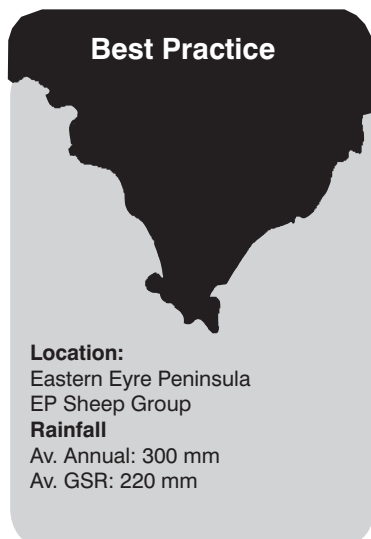 Best Practice
Location:
Eastern Eyre Peninsula
EP Sheep Group
Rainfall
Av. Annual: 300 mm
Av. GSR: 220 mm